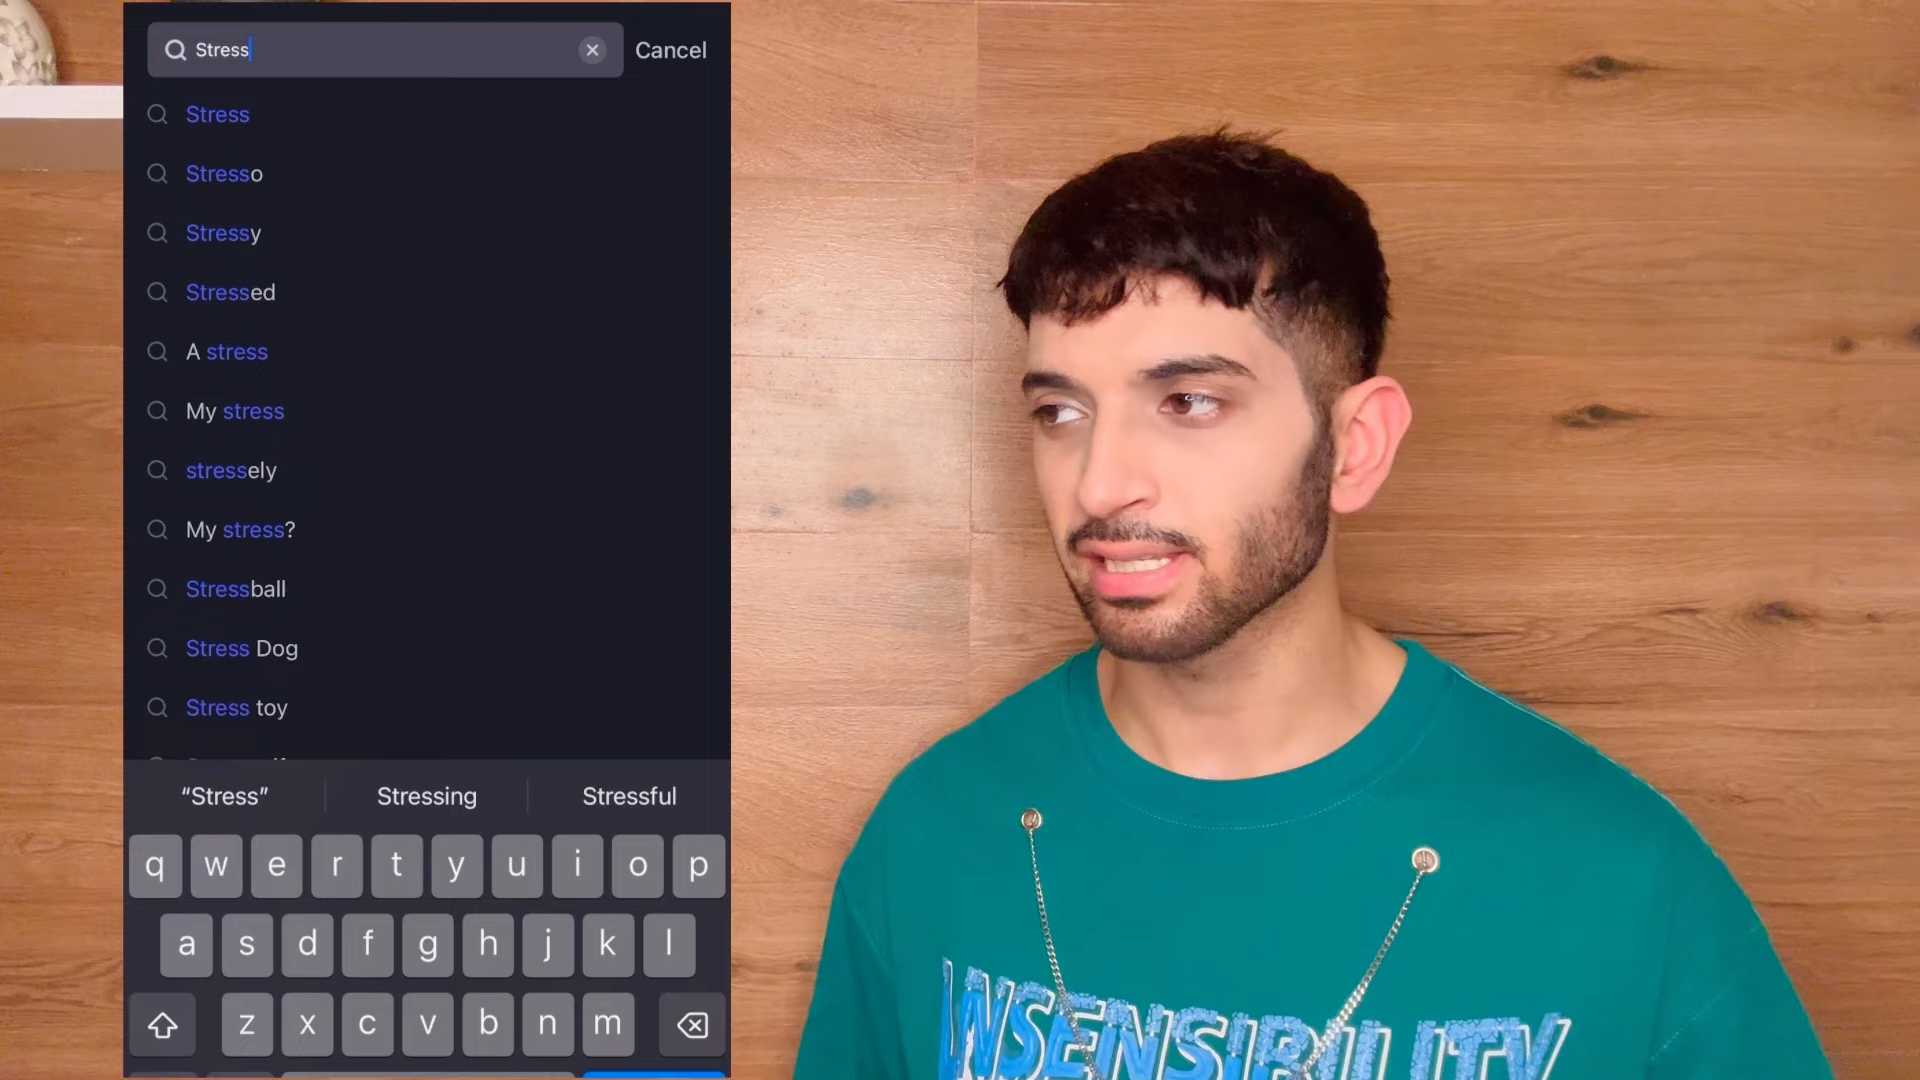 Stress
Cancel
Stress
Stresso
Stressy
Stressed
A stress
My stress
stressely
My stress?
Stressball
Stress Dog
Stress toy
“Stress”
Stressing
Stressful
q w e r t y u i o p
a s d f g h j k l
z x c v b n m
INSENSIBILITY